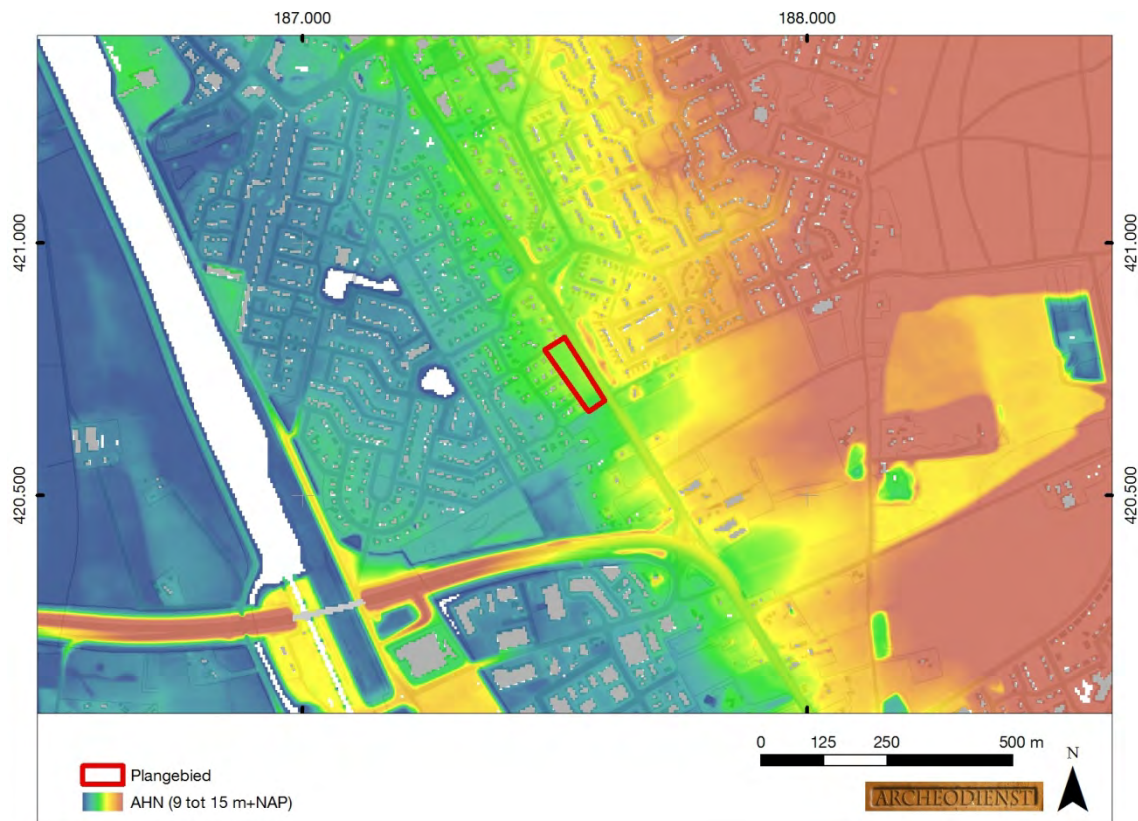 187.000 188.000
421.000 421.000
420.500 420.500
0 125 250 500 m
N
Plangebied
AHN (9 tot 15 m+NAP)
ARCHEODIENST